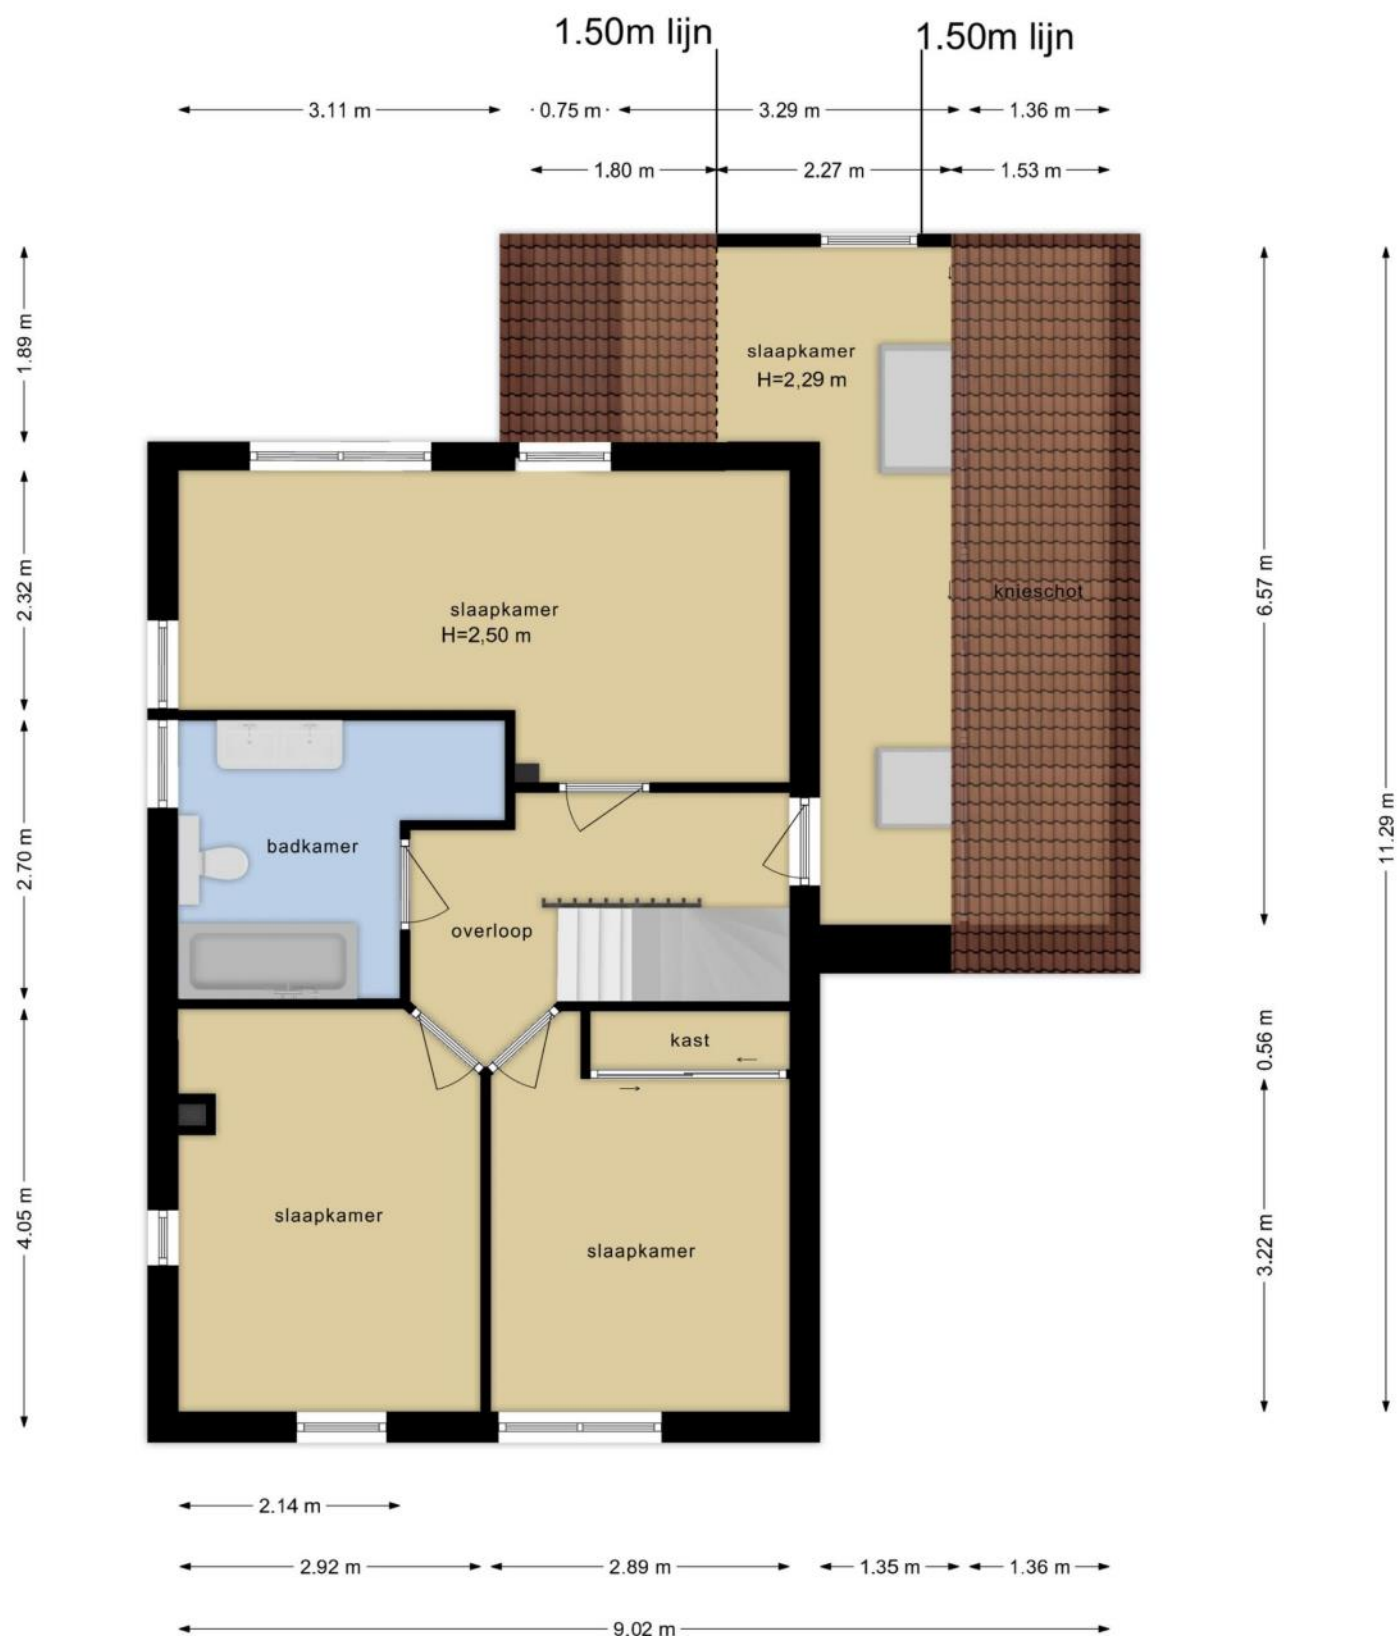 1.50m lijn 1.50m lijn
3.11 m 0.75 m 3.29 m 1.36 m
1.80 m 2.27 m 1.53 m
1.89 m
slaapkamer
H=2,29 m
2.32 m
6.57 m
knieschot
slaapkamer
H=2,50 m
2.70 m
badkamer
11.29 m
overloop
kast
0.56 m
4.05 m
slaapkamer
slaapkamer
3.22 m
2.14 m
2.92 m 2.89 m 1.35 m 1.36 m
9.02 m